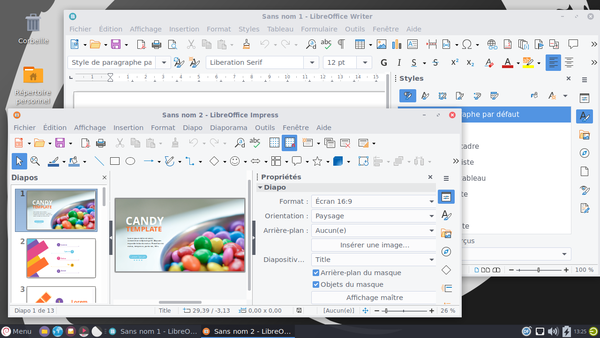 Corbeille
Répertoire
personnel
Sans nom 1 - LibreOffice Writer
Fichier Édition Affichage Insertion Format Styles Tableau Formulaire Outils Fenêtre Aide
Style de paragraphe pa
Liberation Serif
12 pt
G I S S
Styles
aphe par défaut
adre
iste
ableau
te
rçus
100 %
Sans nom 2 - LibreOffice Impress
Fichier Édition Affichage Insertion Format Diapo Diaporama Outils Fenêtre Aide
Diapos
1
2
3
CANDY
TEMPLATE
Propriétés
Diapo
Format : Écran 16:9
Orientation : Paysage
Arrière-plan : Aucun(e)
Insérer une image...
Diapositiv... Title
Arrière-plan du masque
Objets du masque
Affichage maître
Diapo 1 de 13
Title
29,39 / -3,13
0,00 x 0,00
[Aucun(e)]
26 %
Menu
Sans nom 1 - LibreO...
Sans nom 2 - LibreO...
13:25